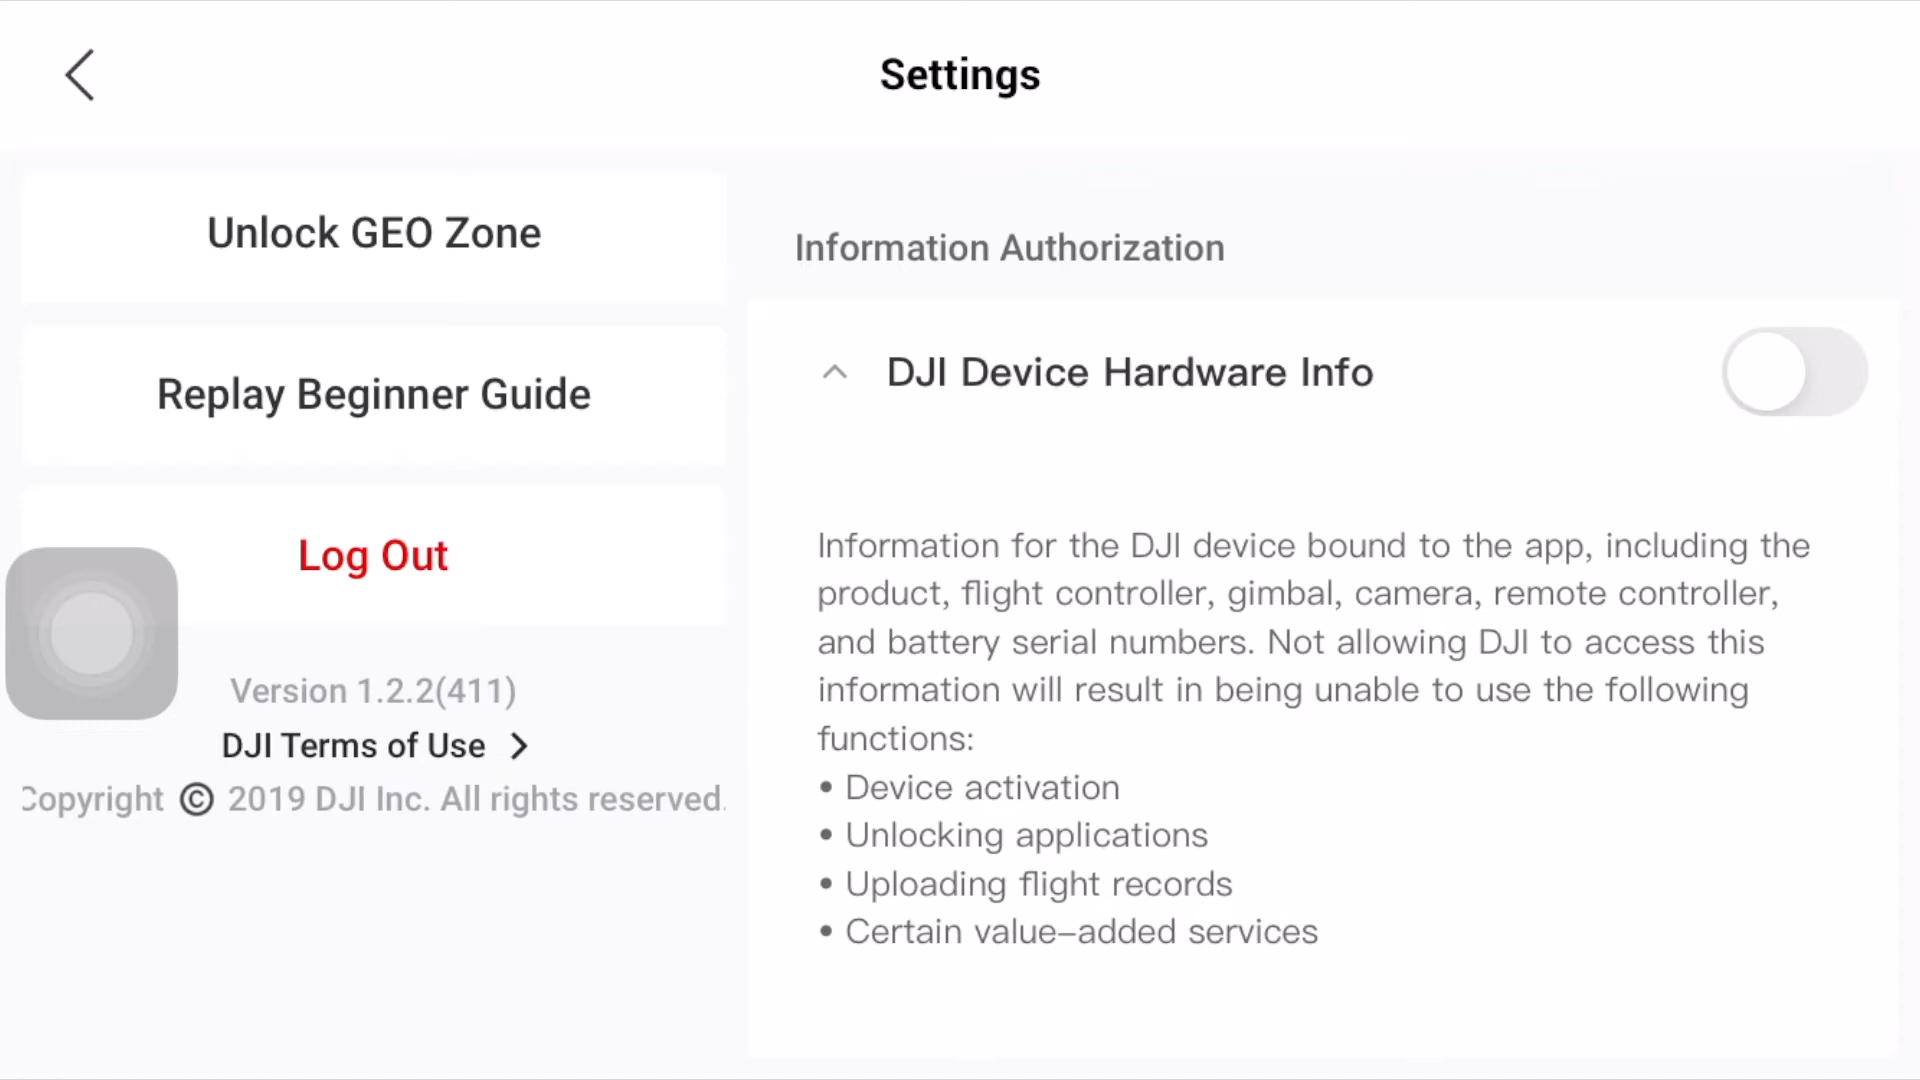 Settings
Unlock GEO Zone
Replay Beginner Guide
Log Out
Version 1.2.2(411)
DJI Terms of Use >
Copyright © 2019 DJI Inc. All rights reserved.
Information Authorization
DJI Device Hardware Info
Information for the DJI device bound to the app, including the
product, flight controller, gimbal, camera, remote controller,
and battery serial numbers. Not allowing DJI to access this
information will result in being unable to use the following
functions:
• Device activation
• Unlocking applications
• Uploading flight records
• Certain value–added services